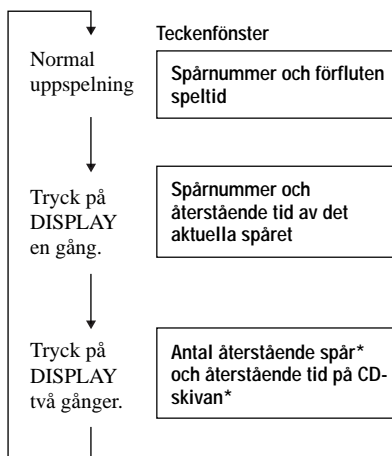 Teckenfönster
Normal
uppspelning
Spårnummer och förfluten
speltid
Tryck på
DISPLAY
en gång.
Spårnummer och
återstående tid av det
aktuella spåret
Tryck på
DISPLAY
två gånger.
Antal återstående spår*
och återstående tid på CD-
skivan*